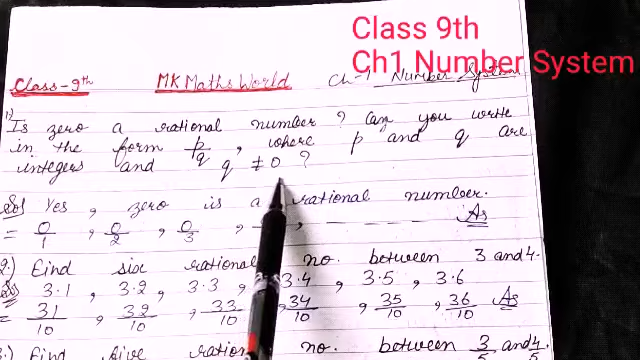 Class 9th
Ch1 Number System
Class-9th MK Maths World Ch-1 Number System
1) Is zero a rational number? Can you write
in the form p/q, where p and q are
integers and q ≠ 0 ?
Sol Yes, zero is a rational number.
= 0/1, 0/2, 0/3, ------- As
2.) Find six rational no. between 3 and 4.
3.1, 3.2, 3.3, 3.4, 3.5, 3.6
= 31/10, 32/10, 33/10, 34/10, 35/10, 36/10 As
3.) Find five no. between 3/5 and 4/5